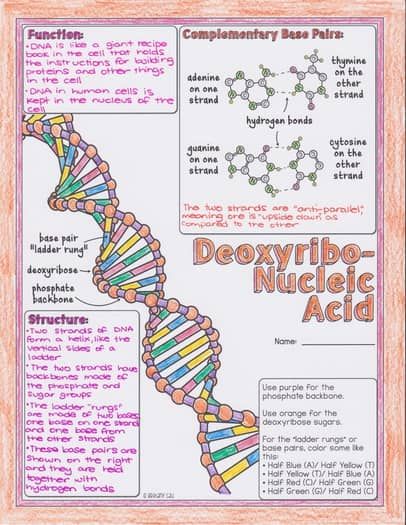 Function:
• DNA is like a giant recipe
book in the cell that holds
the instructions for building
proteins and other things
in the cell
• DNA in human cells is
kept in the nucleus of the
cell
Complementary Base Pairs:
adenine
on one
strand
thymine
on the
other
strand
hydrogen bonds
guanine
on one
strand
cytosine
on the
other
strand
The two strands are "anti-parallel,"
meaning one is "upside down" as
compared to the other
Deoxyribo-
Nucleic
Acid
base pair
"ladder rung"
deoxyribose
phosphate
backbone
Name:
Structure:
• Two strands of DNA
form a helix, like the
vertical sides of a
ladder
• The two strands have
backbones made of
the phosphate and
sugar groups
• The ladder "rungs"
are made of two bases,
one base on one strand
and one base from
the other strands
• These base pairs are
shown on the right
and they are held
together with
hydrogen bonds
Use purple for the
phosphate backbone.
Use orange for the
deoxyribose sugars.
For the "ladder rungs" or
base pairs, color some like
this:
• Half Blue (A)/ Half Yellow (T)
• Half Yellow (T)/ Half Blue (A)
• Half Red (C)/ Half Green (G)
• Half Green (G)/ Half Red (C)